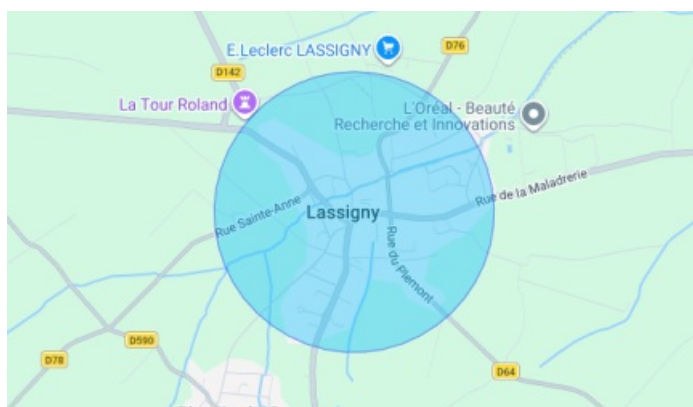 E.Leclerc LASSIGNY
D76
D142
La Tour Roland
L'Oréal - Beauté
Recherche et Innovations
Rue de la Maladrerie
Rue Sainte-Anne
Lassigny
Rue du Plemont
D590
D78
D64